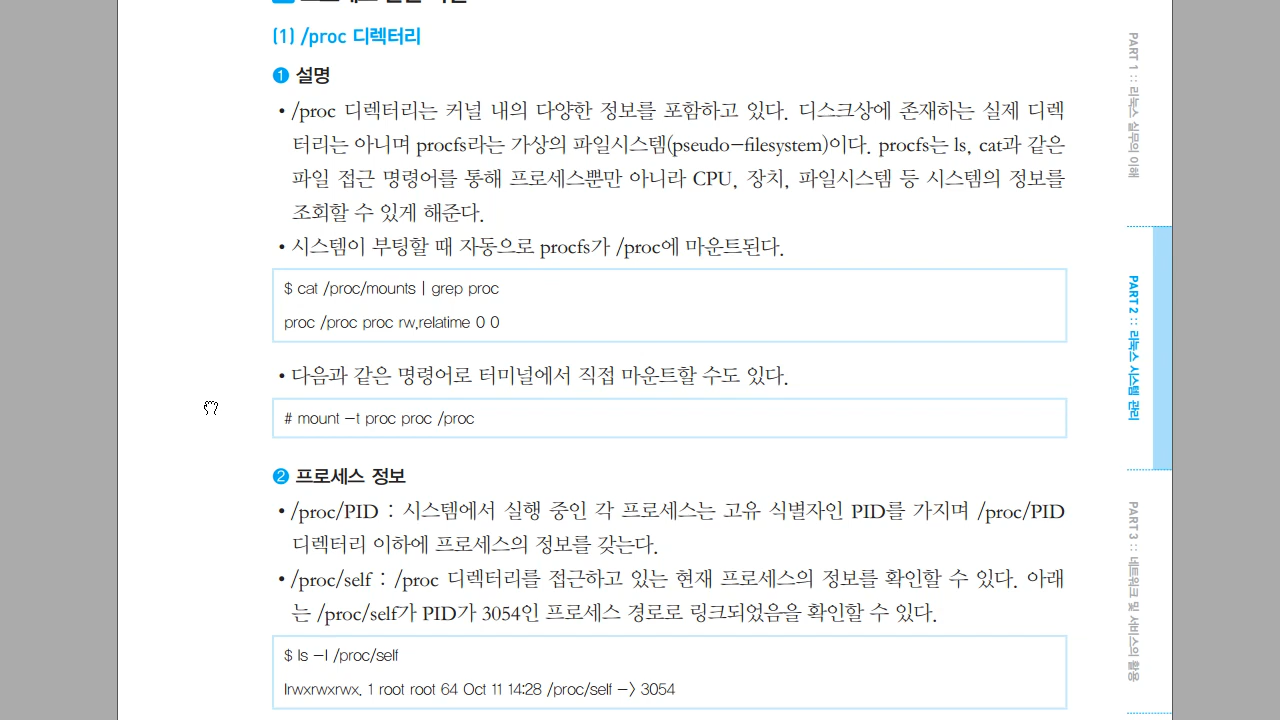 (1) /proc 디렉터리
❶ 설명
• /proc 디렉터리는 커널 내의 다양한 정보를 포함하고 있다. 디스크상에 존재하는 실제 디렉
터리는 아니며 procfs라는 가상의 파일시스템(pseudo-filesystem)이다. procfs는 ls, cat과 같은
파일 접근 명령어를 통해 프로세스뿐만 아니라 CPU, 장치, 파일시스템 등 시스템의 정보를
조회할 수 있게 해준다.
• 시스템이 부팅할 때 자동으로 procfs가 /proc에 마운트된다.
$ cat /proc/mounts | grep proc
proc /proc proc rw,relatime 0 0
• 다음과 같은 명령어로 터미널에서 직접 마운트할 수도 있다.
# mount -t proc proc /proc
❷ 프로세스 정보
• /proc/PID : 시스템에서 실행 중인 각 프로세스는 고유 식별자인 PID를 가지며 /proc/PID
디렉터리 이하에 프로세스의 정보를 갖는다.
• /proc/self : /proc 디렉터리를 접근하고 있는 현재 프로세스의 정보를 확인할 수 있다. 아래
는 /proc/self가 PID가 3054인 프로세스 경로로 링크되었음을 확인할 수 있다.
$ ls -l /proc/self
lrwxrwxrwx. 1 root root 64 Oct 11 14:28 /proc/self -> 3054
PART 1 :: 리눅스 실무의 이해
PART 2 :: 리눅스 시스템 관리
PART 3 :: 네트워크 및 서비스의 활용